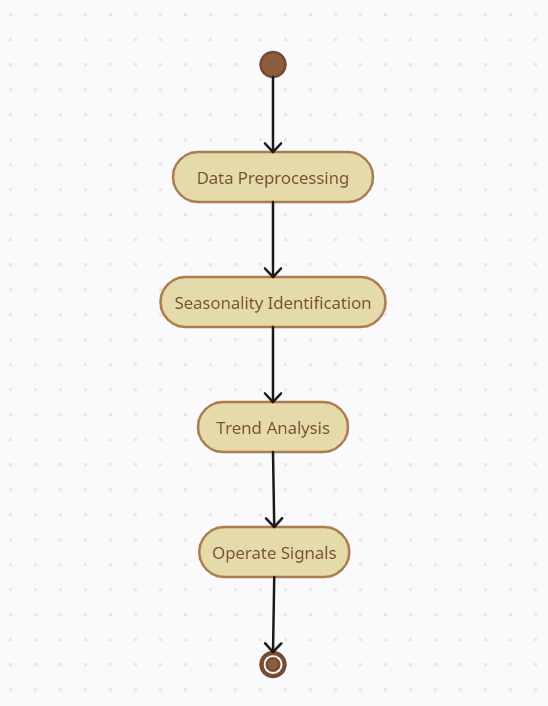 Data Preprocessing
Seasonality Identification
Trend Analysis
Operate Signals